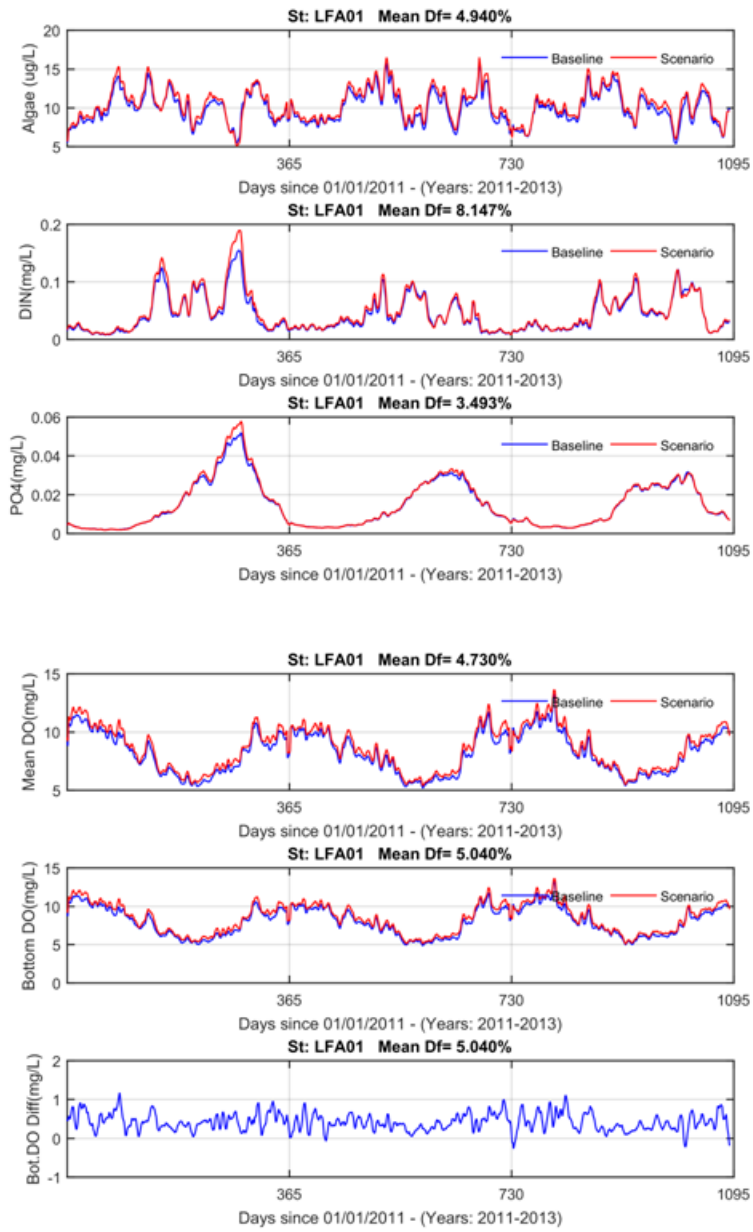 St: LFA01 Mean Df= 4.940%
20
15
10
5
Algae (ug/L)
Baseline Scenario
365 730 1095
Days since 01/01/2011 - (Years: 2011-2013)
St: LFA01 Mean Df= 8.147%
0.2
0.1
0
DIN(mg/L)
Baseline Scenario
365 730 1095
Days since 01/01/2011 - (Years: 2011-2013)
St: LFA01 Mean Df= 3.493%
0.06
0.04
0.02
0
PO4(mg/L)
Baseline Scenario
365 730 1095
Days since 01/01/2011 - (Years: 2011-2013)
St: LFA01 Mean Df= 4.730%
15
10
5
Mean DO(mg/L)
Baseline Scenario
365 730 1095
Days since 01/01/2011 - (Years: 2011-2013)
St: LFA01 Mean Df= 5.040%
15
10
5
0
Bottom DO(mg/L)
Baseline Scenario
365 730 1095
Days since 01/01/2011 - (Years: 2011-2013)
St: LFA01 Mean Df= 5.040%
2
1
0
-1
Bot.DO Diff(mg/L)
365 730 1095
Days since 01/01/2011 - (Years: 2011-2013)